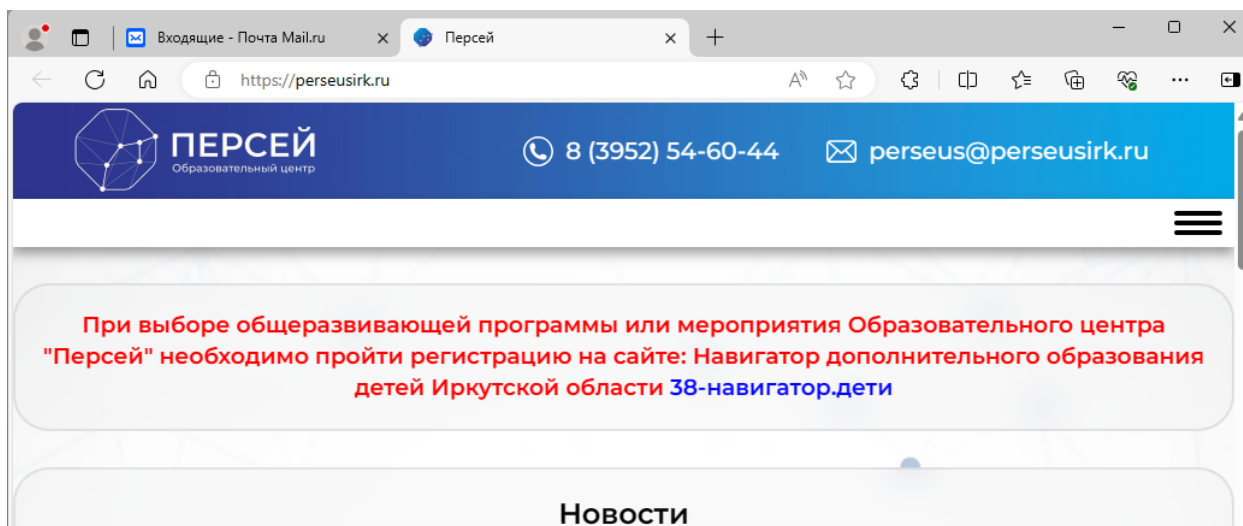 Входящие - Почта Mail.ru
Персей
https://perseusirk.ru
ПЕРСЕЙ
Образовательный центр
8 (3952) 54-60-44
perseus@perseusirk.ru
При выборе общеразвивающей программы или мероприятия Образовательного центра
"Персей" необходимо пройти регистрацию на сайте: Навигатор дополнительного образования
детей Иркутской области 38-навигатор.дети
Новости